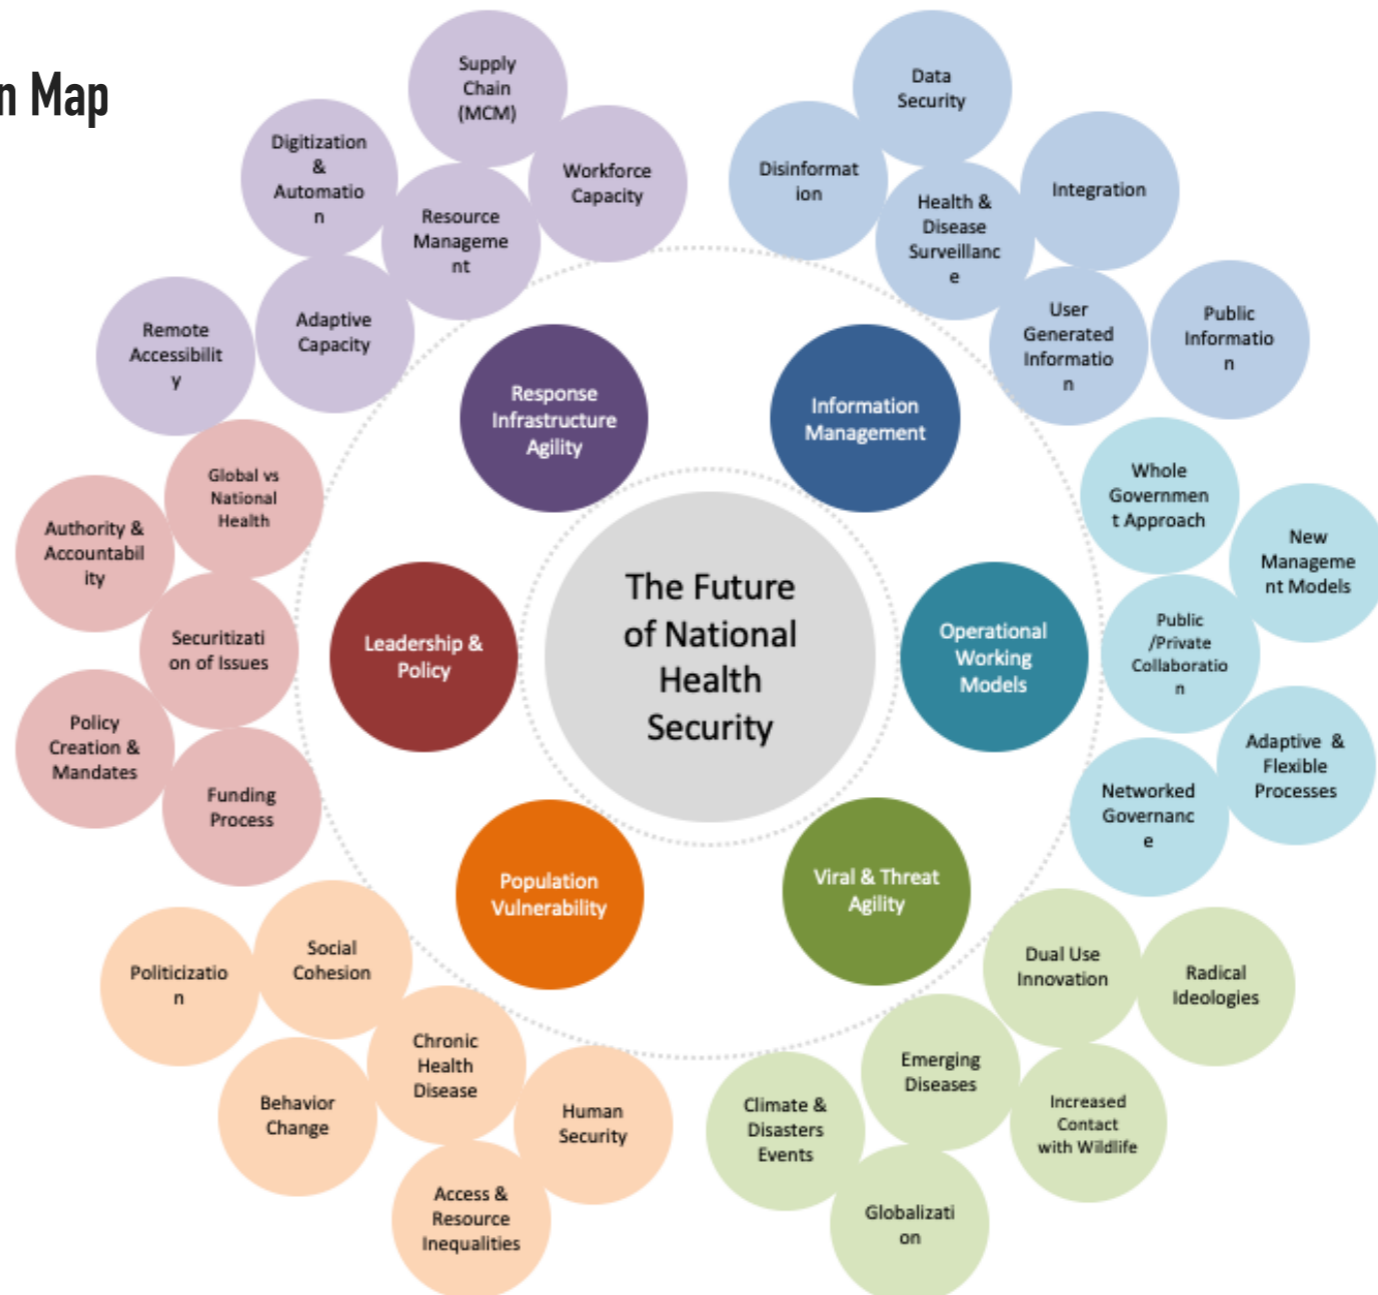 n Map
Supply
Chain
(MCM)
Digitization
&
Automatio
n
Workforce
Capacity
Resource
Manageme
nt
Remote
Accessibilit
y
Adaptive
Capacity
Data
Security
Disinformat
ion
Integration
Health &
Disease
Surveillanc
e
User
Generated
Informatio
n
Public
Informatio
n
Response
Infrastructure
Agility
Information
Management
Global vs
National
Health
Authority &
Accountabil
ity
Securitizati
on of Issues
Policy
Creation &
Mandates
Funding
Process
Leadership &
Policy
The Future
of National
Health
Security
Operational
Working
Models
Whole
Governmen
t Approach
New
Manageme
nt Models
Public
/Private
Collaboratio
n
Adaptive & 
Flexible
Processes
Networked
Governanc
e
Population
Vulnerability
Viral & Threat
Agility
Politicizatio
n
Social
Cohesion
Behavior
Change
Chronic
Health
Disease
Human
Security
Access &
Resource
Inequalities
Dual Use
Innovation
Radical
Ideologies
Emerging
Diseases
Increased
Contact
with Wildlife
Climate &
Disasters
Events
Globalizati
on